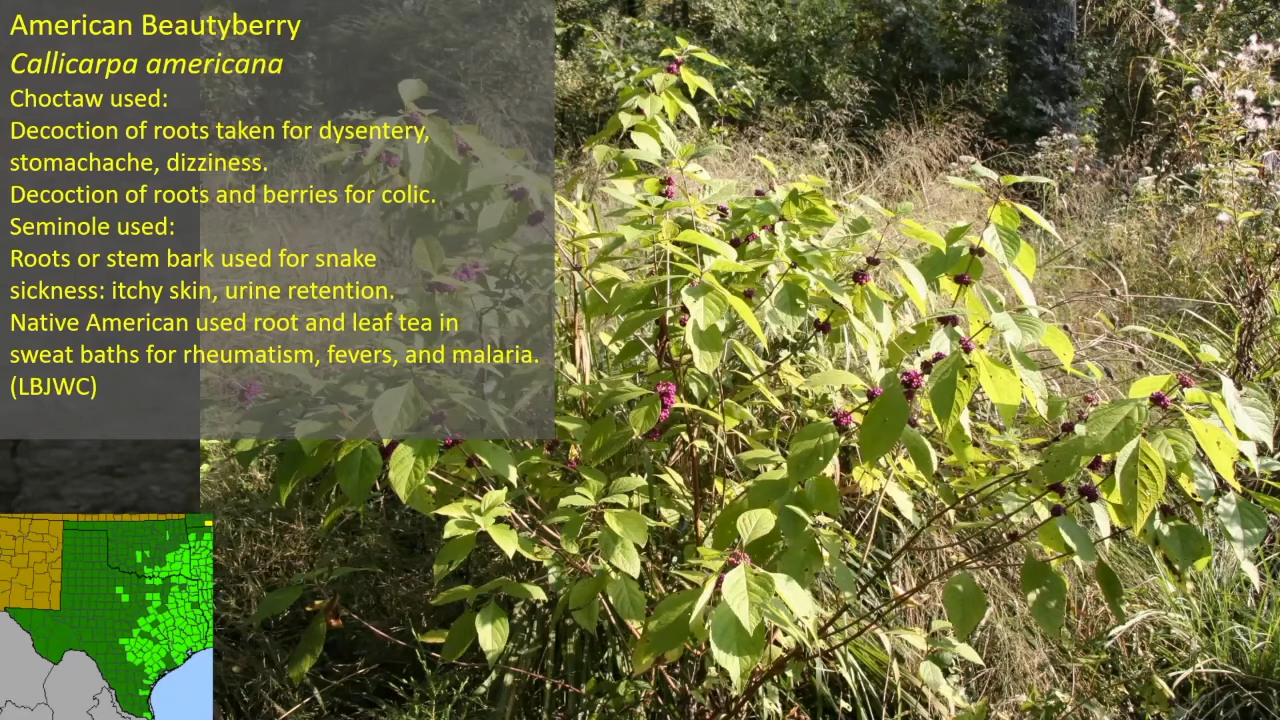 American Beautyberry
Callicarpa americana
Choctaw used:
Decoction of roots taken for dysentery,
stomachache, dizziness.
Decoction of roots and berries for colic.
Seminole used:
Roots or stem bark used for snake
sickness: itchy skin, urine retention.
Native American used root and leaf tea in
sweat baths for rheumatism, fevers, and malaria.
(LBJWC)